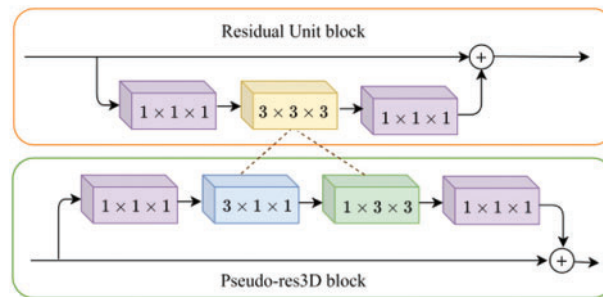 Residual Unit block
+
1 × 1 × 1
3 × 3 × 3
1 × 1 × 1
1 × 1 × 1
3 × 1 × 1
1 × 3 × 3
1 × 1 × 1
+
Pseudo-res3D block